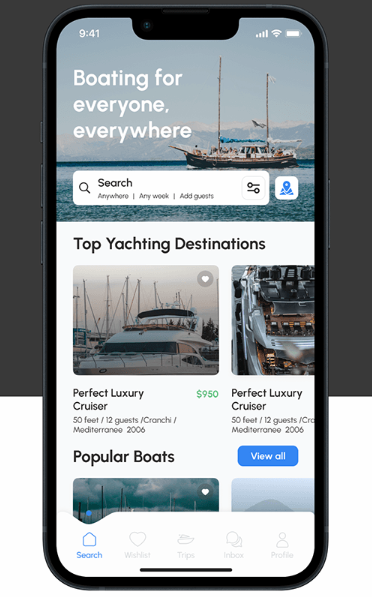 9:41
Boating for
everyone,
everywhere
Search
Anywhere | Any week | Add guests
Top Yachting Destinations
Perfect Luxury
Cruiser
$950
50 feet / 12 guests /Cranchi /
Mediterranee 2006
Perfect Luxury
Cruiser
50 feet / 12 guests /Cra
Mediterranee 2006
Popular Boats
View all
Search
Wishlist
Trips
Inbox
Profile